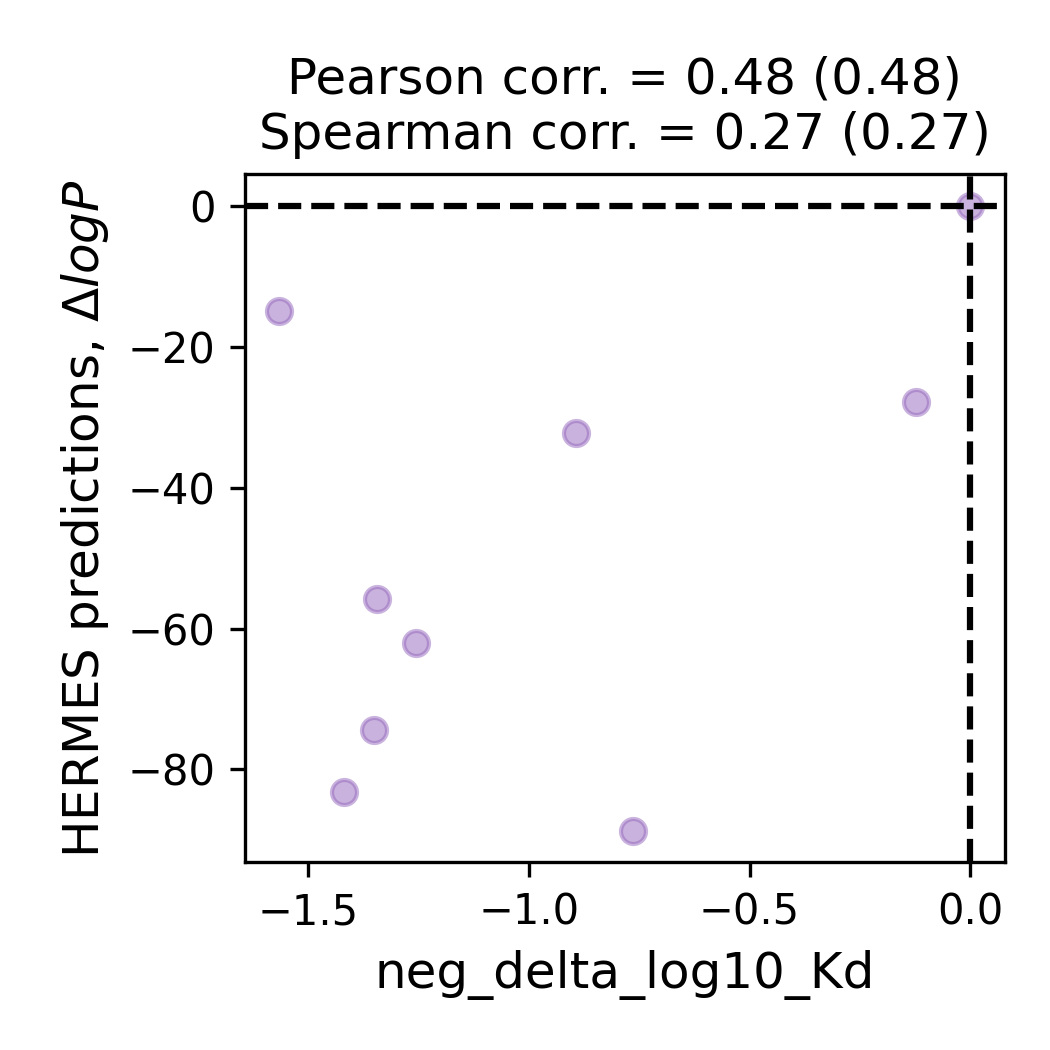 Pearson corr. = 0.48 (0.48)
Spearman corr. = 0.27 (0.27)
HERMES predictions, ΔlogP
0
−20
−40
−60
−80
−1.5
−1.0
−0.5
0.0
neg_delta_log10_Kd